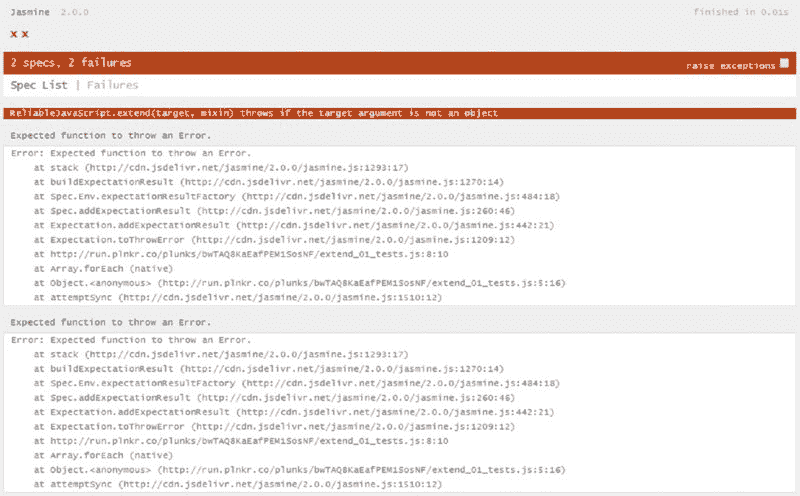 Jasmine 2.0.0 finished in 0.01s
x x
2 specs, 2 failures raise exceptions
Spec List | Failures
ReliableJavaScript.extend(target, mixin) throws if the target argument is not an object
Expected function to throw an Error.
Error: Expected function to throw an Error.
at stack (http://cdn.jsdelivr.net/jasmine/2.0.0/jasmine.js:1293:17)
at buildExpectationResult (http://cdn.jsdelivr.net/jasmine/2.0.0/jasmine.js:1270:14)
at Spec.Env.expectationResultFactory (http://cdn.jsdelivr.net/jasmine/2.0.0/jasmine.js:484:18)
at Spec.addExpectationResult (http://cdn.jsdelivr.net/jasmine/2.0.0/jasmine.js:260:46)
at Expectation.addExpectationResult (http://cdn.jsdelivr.net/jasmine/2.0.0/jasmine.js:442:21)
at Expectation.toThrowError (http://cdn.jsdelivr.net/jasmine/2.0.0/jasmine.js:1209:12)
at http://run.plnkr.co/plunks/bwTAQ8KaEafPEM1SosNF/extend_01_tests.js:8:10
at Array.forEach (native)
at Object.<anonymous> (http://run.plnkr.co/plunks/bwTAQ8KaEafPEM1SosNF/extend_01_tests.js:5:16)
at attemptSync (http://cdn.jsdelivr.net/jasmine/2.0.0/jasmine.js:1510:12)
Expected function to throw an Error.
Error: Expected function to throw an Error.
at stack (http://cdn.jsdelivr.net/jasmine/2.0.0/jasmine.js:1293:17)
at buildExpectationResult (http://cdn.jsdelivr.net/jasmine/2.0.0/jasmine.js:1270:14)
at Spec.Env.expectationResultFactory (http://cdn.jsdelivr.net/jasmine/2.0.0/jasmine.js:484:18)
at Spec.addExpectationResult (http://cdn.jsdelivr.net/jasmine/2.0.0/jasmine.js:260:46)
at Expectation.addExpectationResult (http://cdn.jsdelivr.net/jasmine/2.0.0/jasmine.js:442:21)
at Expectation.toThrowError (http://cdn.jsdelivr.net/jasmine/2.0.0/jasmine.js:1209:12)
at http://run.plnkr.co/plunks/bwTAQ8KaEafPEM1SosNF/extend_01_tests.js:8:10
at Array.forEach (native)
at Object.<anonymous> (http://run.plnkr.co/plunks/bwTAQ8KaEafPEM1SosNF/extend_01_tests.js:5:16)
at attemptSync (http://cdn.jsdelivr.net/jasmine/2.0.0/jasmine.js:1510:12)